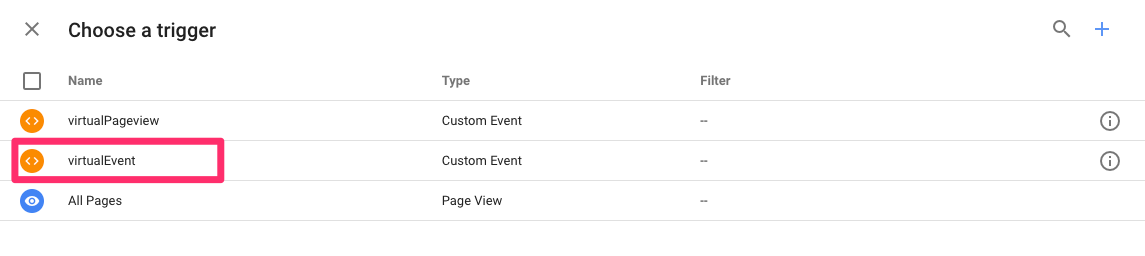 Choose a trigger
Name Type Filter
virtualPageview Custom Event --
virtualEvent Custom Event --
All Pages Page View --